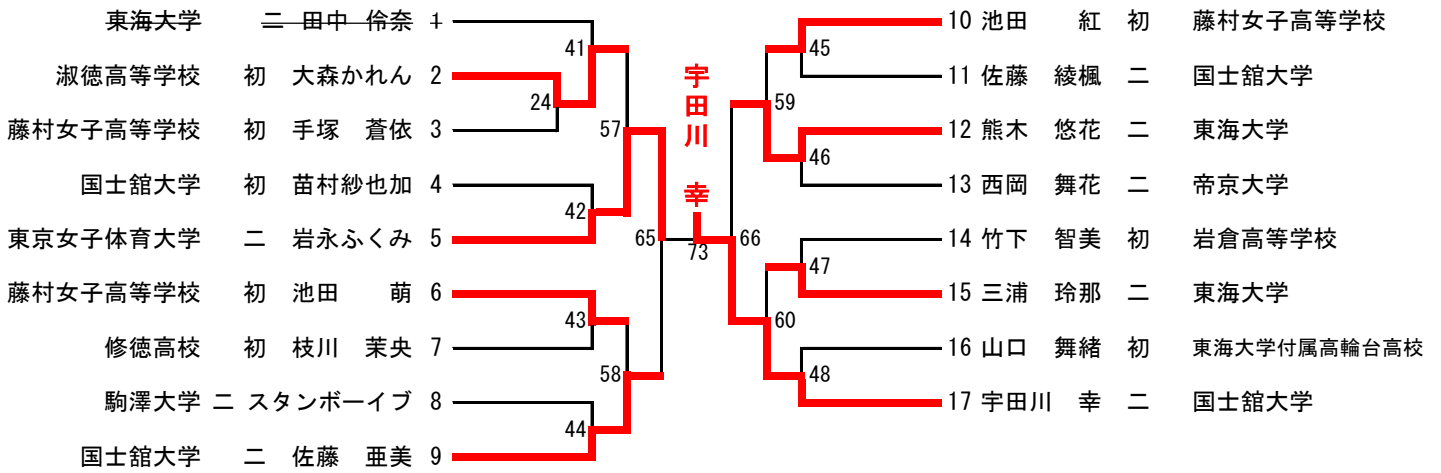 東海大学 二 田中 伶奈 1
淑徳高等学校 初 大森かれん 2
藤村女子高等学校 初 手塚 蒼依 3
国士舘大学 初 苗村紗也加 4
東京女子体育大学 二 岩永ふくみ 5
藤村女子高等学校 初 池田 萌 6
修徳高校 初 枝川 茉央 7
駒澤大学 二 スタンボーイブ 8
国士舘大学 二 佐藤 亜美 9
41
24
57
42
65
43
58
44
宇田川 幸
73
66
45
59
46
47
60
48
10 池田 紅 初 藤村女子高等学校
11 佐藤 綾楓 二 国士舘大学
12 熊木 悠花 二 東海大学
13 西岡 舞花 二 帝京大学
14 竹下 智美 初 岩倉高等学校
15 三浦 玲那 二 東海大学
16 山口 舞緒 初 東海大学付属高輪台高校
17 宇田川 幸 二 国士舘大学